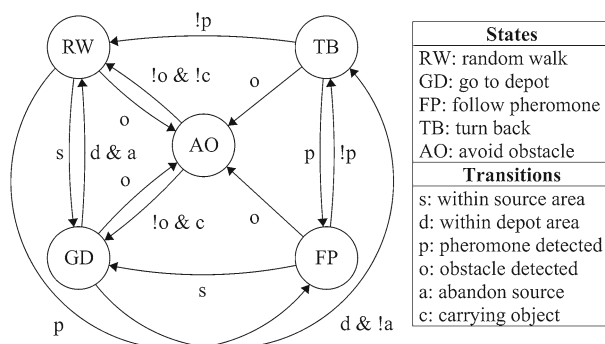 !p
RW
TB
!o & !c
o
o
AO
s
d & a
p
!p
o
!o & c
o
GD
FP
s
p
d & !a
States
RW: random walk
GD: go to depot
FP: follow pheromone
TB: turn back
AO: avoid obstacle
Transitions
s: within source area
d: within depot area
p: pheromone detected
o: obstacle detected
a: abandon source
c: carrying object